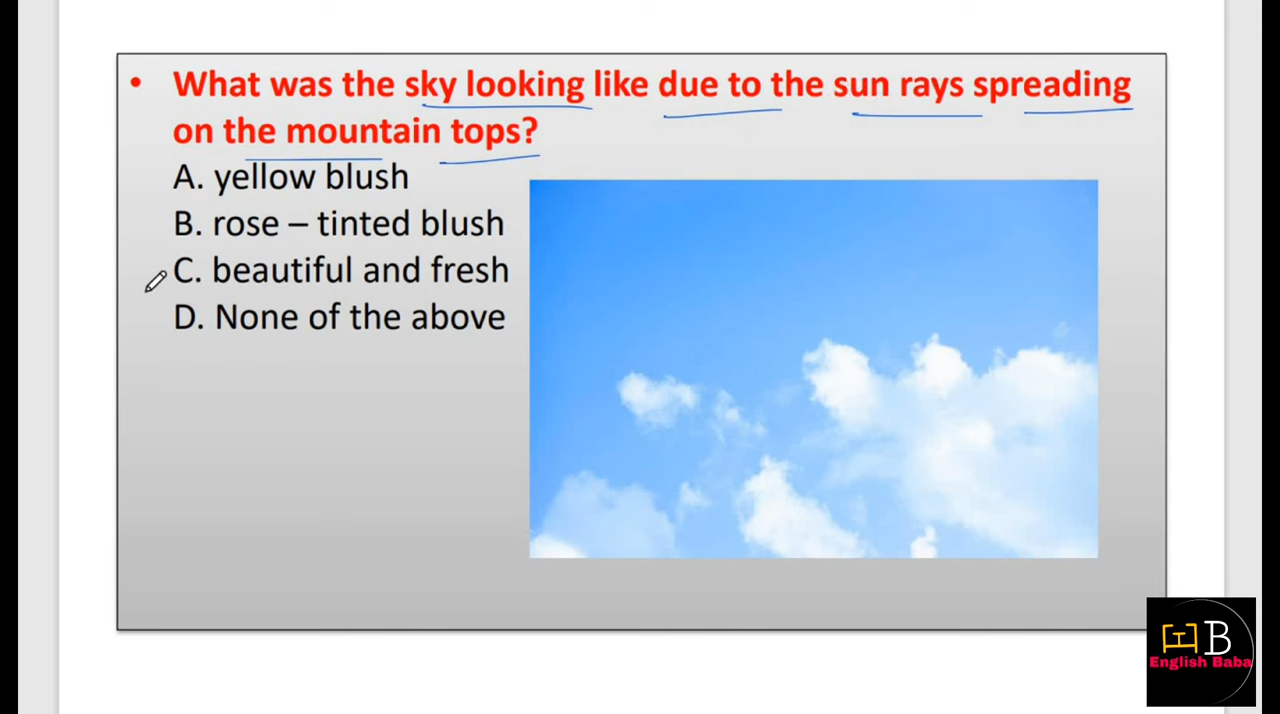 • What was the sky looking like due to the sun rays spreading
on the mountain tops?
A. yellow blush
B. rose – tinted blush
C. beautiful and fresh
D. None of the above
EB
English Baba